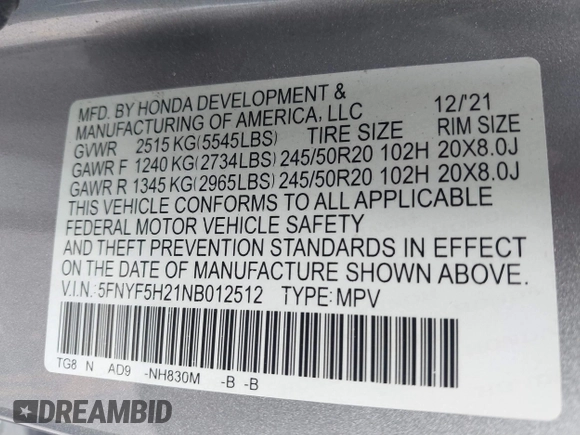 MFD. BY HONDA DEVELOPMENT &
MANUFACTURING OF AMERICA, LLC 12/'21
GVWR 2515 KG(5545LBS) TIRE SIZE RIM SIZE
GAWR F 1240 KG(2734LBS) 245/50R20 102H 20X8.0J
GAWR R 1345 KG(2965LBS) 245/50R20 102H 20X8.0J
THIS VEHICLE CONFORMS TO ALL APPLICABLE
FEDERAL MOTOR VEHICLE SAFETY
AND THEFT PREVENTION STANDARDS IN EFFECT
ON THE DATE OF MANUFACTURE SHOWN ABOVE.
V.I.N.:5FNYF5H21NB012512 TYPE:MPV
TG8 N AD9 -NH830M -B -B
DREAMBID